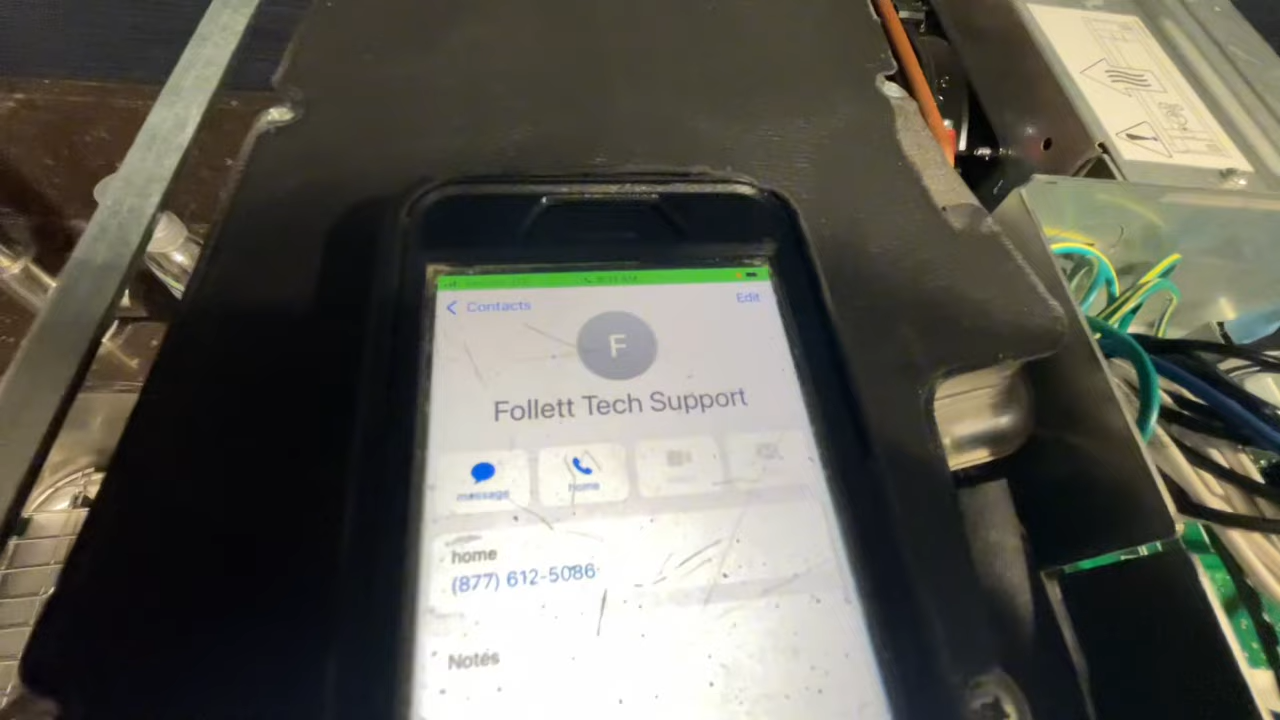 Contacts
Edit
F
Follett Tech Support
message
home
home
(877) 612-5086
Notes